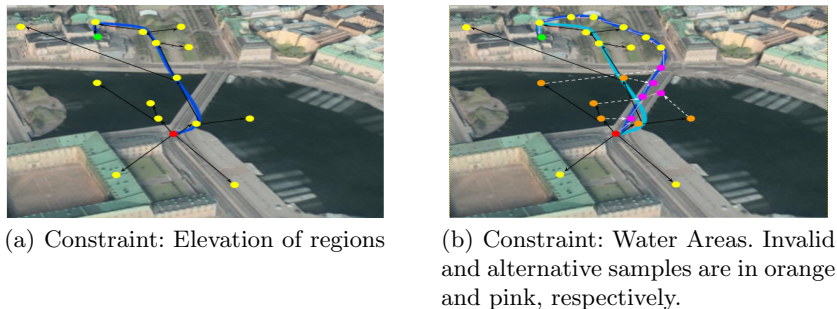 (a) Constraint: Elevation of regions
(b) Constraint: Water Areas. Invalid
and alternative samples are in orange
and pink, respectively.